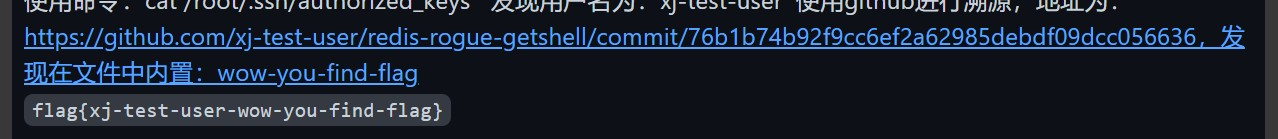 使用命令：cat /root/.ssh/authorized_keys 发现用户名为：xj-test-user 使用github进行溯源，地址为：
https://github.com/xj-test-user/redis-rogue-getshell/commit/76b1b74b92f9cc6ef2a62985debdf09dcc056636，发
现在文件中内置：wow-you-find-flag
flag{xj-test-user-wow-you-find-flag}